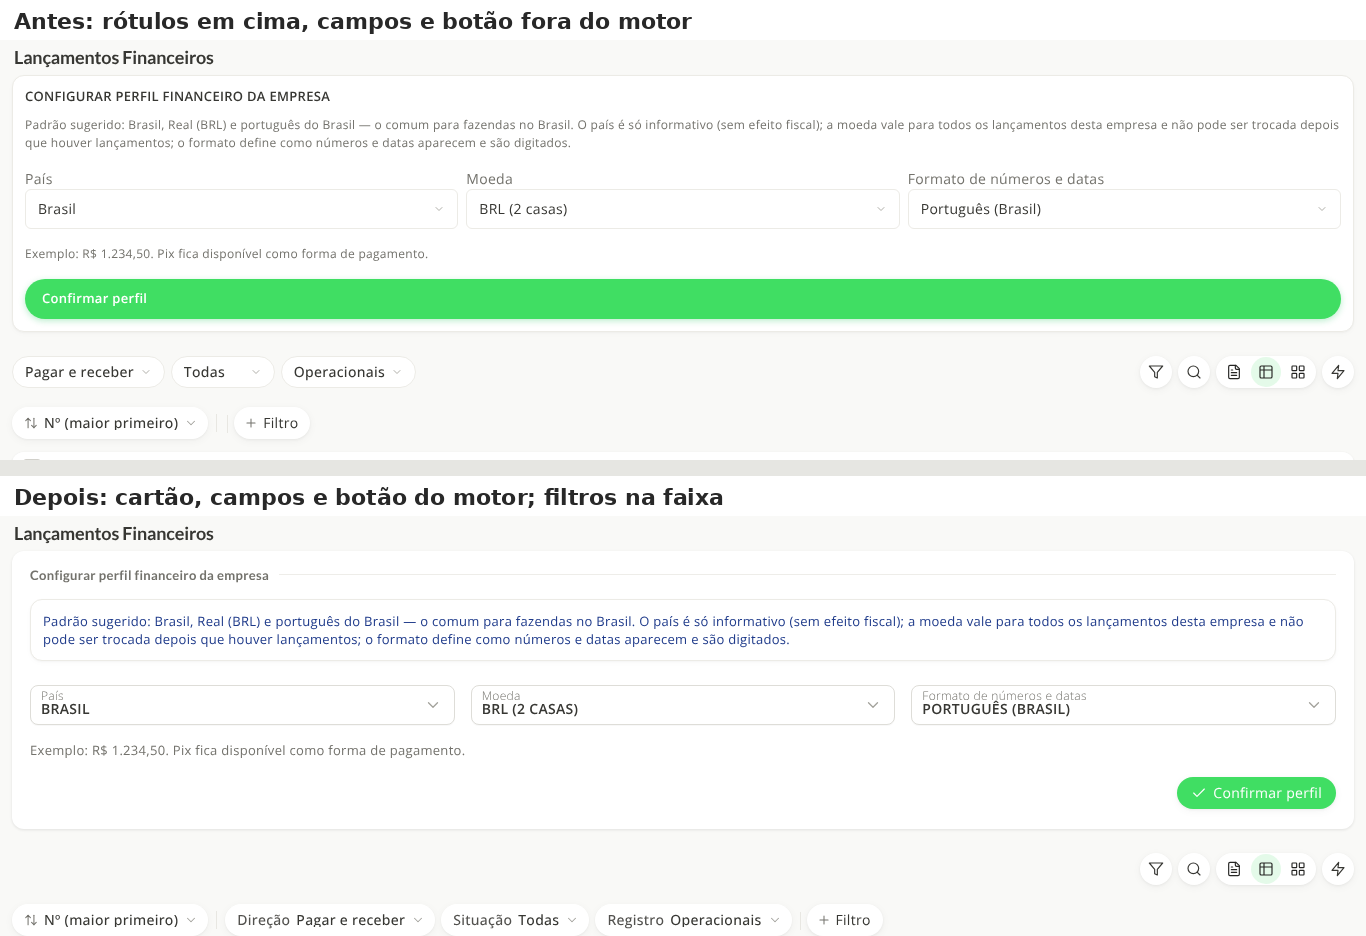 Antes: rótulos em cima, campos e botão fora do motor
Lançamentos Financeiros
CONFIGURAR PERFIL FINANCEIRO DA EMPRESA
Padrão sugerido: Brasil, Real (BRL) e português do Brasil — o comum para fazendas no Brasil. O país é só informativo (sem efeito fiscal); a moeda vale para todos os lançamentos desta empresa e não pode ser trocada depois
que houver lançamentos; o formato define como números e datas aparecem e são digitados.
País Moeda Formato de números e datas
Brasil BRL (2 casas) Português (Brasil)
Exemplo: R$ 1.234,50. Pix fica disponível como forma de pagamento.
Confirmar perfil
Pagar e receber Todas Operacionais
Nº (maior primeiro) + Filtro
Depois: cartão, campos e botão do motor; filtros na faixa
Lançamentos Financeiros
Configurar perfil financeiro da empresa
Padrão sugerido: Brasil, Real (BRL) e português do Brasil — o comum para fazendas no Brasil. O país é só informativo (sem efeito fiscal); a moeda vale para todos os lançamentos desta empresa e não
pode ser trocada depois que houver lançamentos; o formato define como números e datas aparecem e são digitados.
País Moeda Formato de números e datas
BRASIL BRL (2 CASAS) PORTUGUÊS (BRASIL)
Exemplo: R$ 1.234,50. Pix fica disponível como forma de pagamento.
Confirmar perfil
Nº (maior primeiro) Direção Pagar e receber Situação Todas Registro Operacionais + Filtro